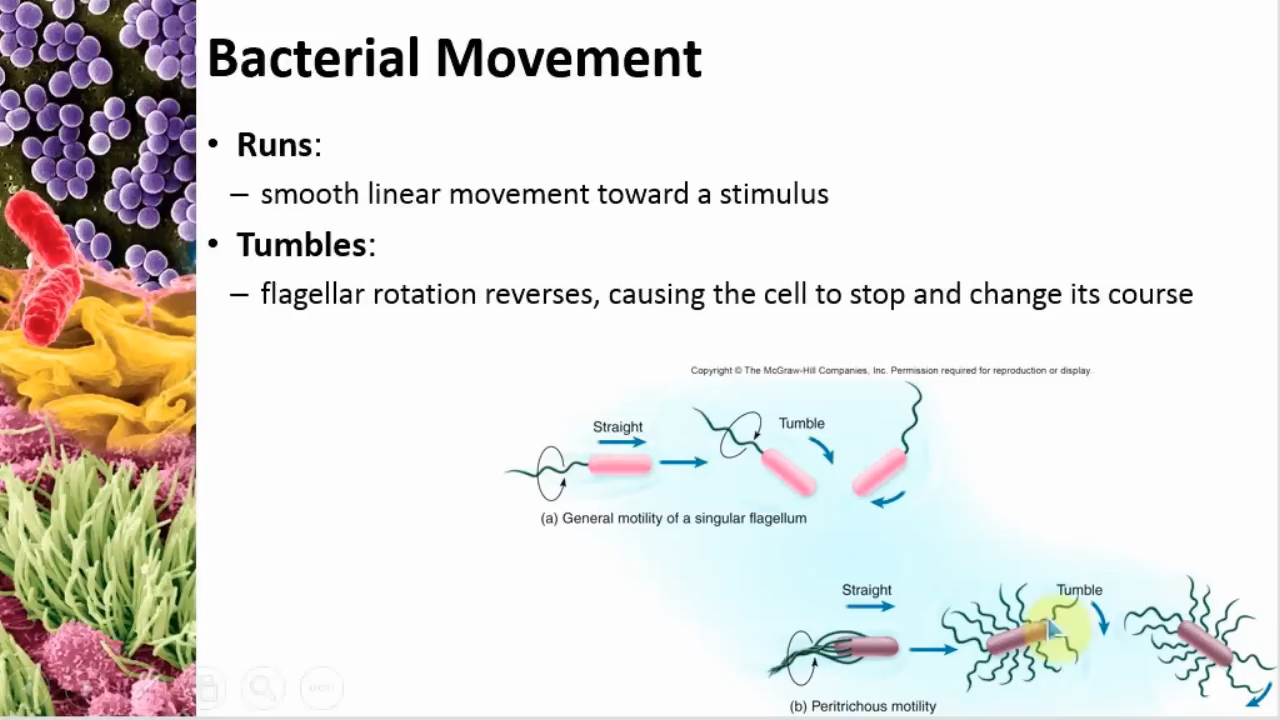 Bacterial Movement
• Runs:
– smooth linear movement toward a stimulus
• Tumbles:
– flagellar rotation reverses, causing the cell to stop and change its course
Copyright © The McGraw-Hill Companies, Inc. Permission required for reproduction or display.
Straight
Tumble
(a) General motility of a singular flagellum
Straight
Tumble
(b) Peritrichous motility